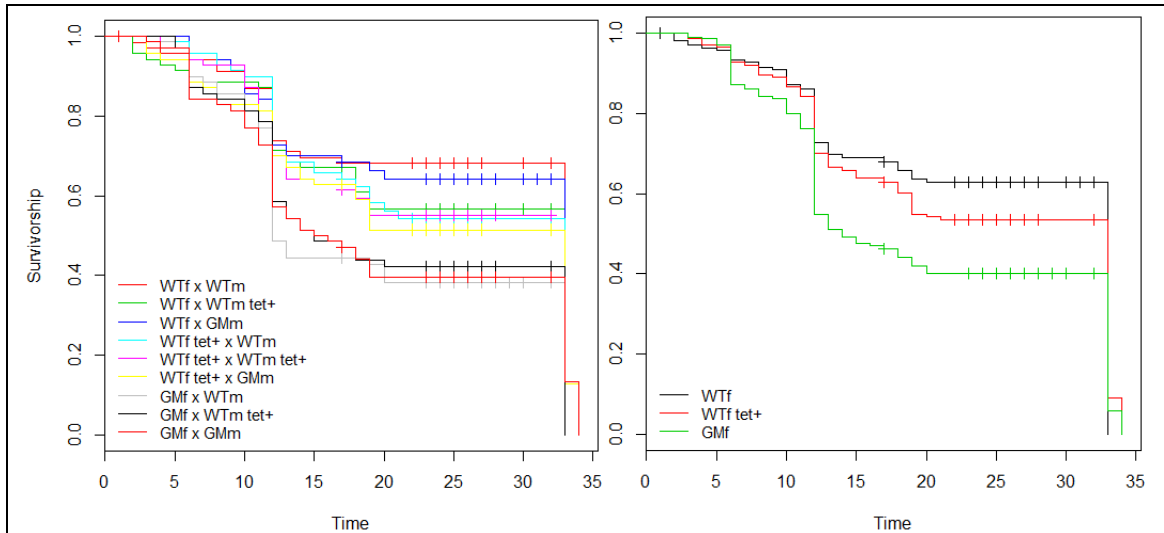 Survivorship
1.0
0.8
0.6
0.4
0.2
0.0
WTf x WTm
WTf x WTm tet+
WTf x GMm
WTf tet+ x WTm
WTf tet+ x WTm tet+
WTf tet+ x GMm
GMf x WTm
GMf x WTm tet+
GMf x GMm
0 5 10 15 20 25 30 35
Time
1.0
0.8
0.6
0.4
0.2
0.0
WTf
WTf tet+
GMf
0 5 10 15 20 25 30 35
Time